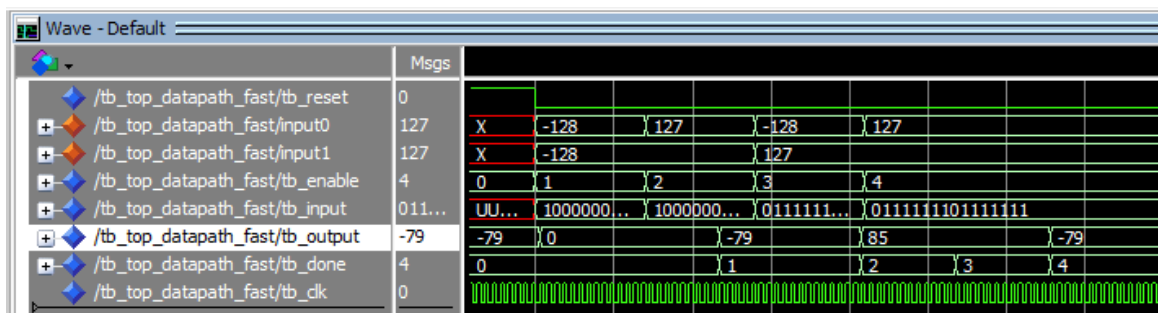 Wave - Default
Msgs
/tb_top_datapath_fast/tb_reset 0
/tb_top_datapath_fast/input0 127 X -128 127 -128 127
/tb_top_datapath_fast/input1 127 X -128 127
/tb_top_datapath_fast/tb_enable 4 0 1 2 3 4
/tb_top_datapath_fast/tb_input 011... UU... 1000000... 1000000... 0111111... 0111111101111111
/tb_top_datapath_fast/tb_output -79 -79 0 -79 85 -79
/tb_top_datapath_fast/tb_done 4 0 1 2 3 4
/tb_top_datapath_fast/tb_clk 0